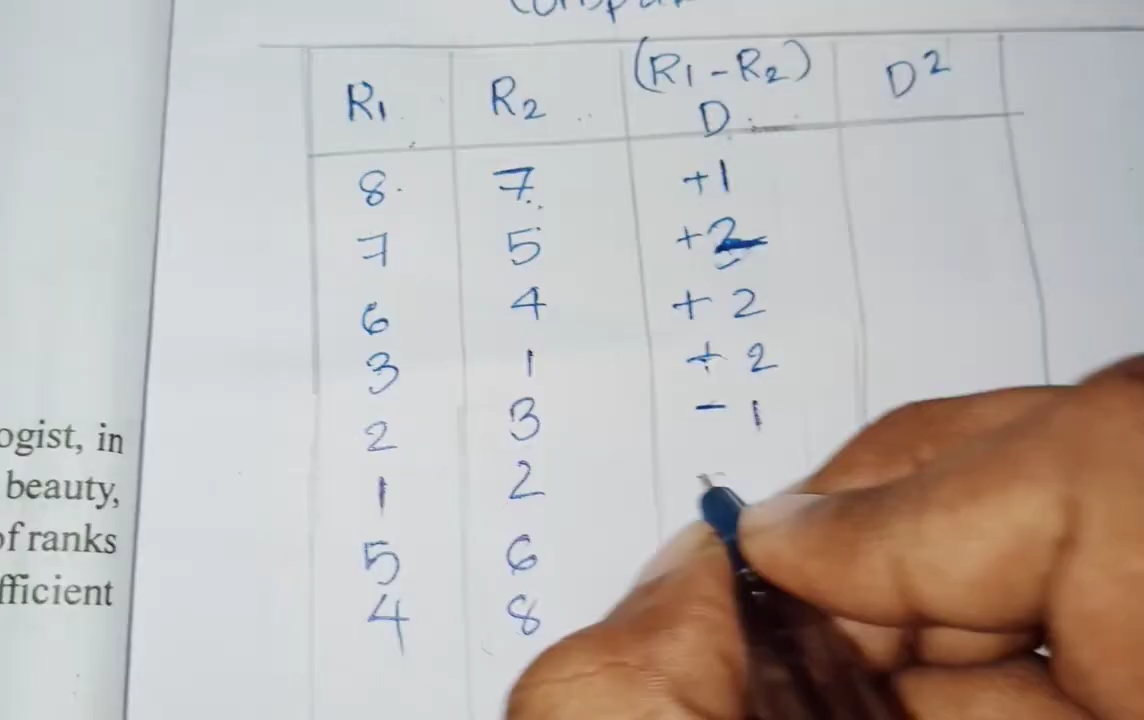 (R1-R2)
R1 R2 D D²
8 7 +1
7 5 +2
6 4 +2
3 1 +2
2 3 -1
1 2
5 6
4 8
ogist, in
beauty,
of ranks
fficient